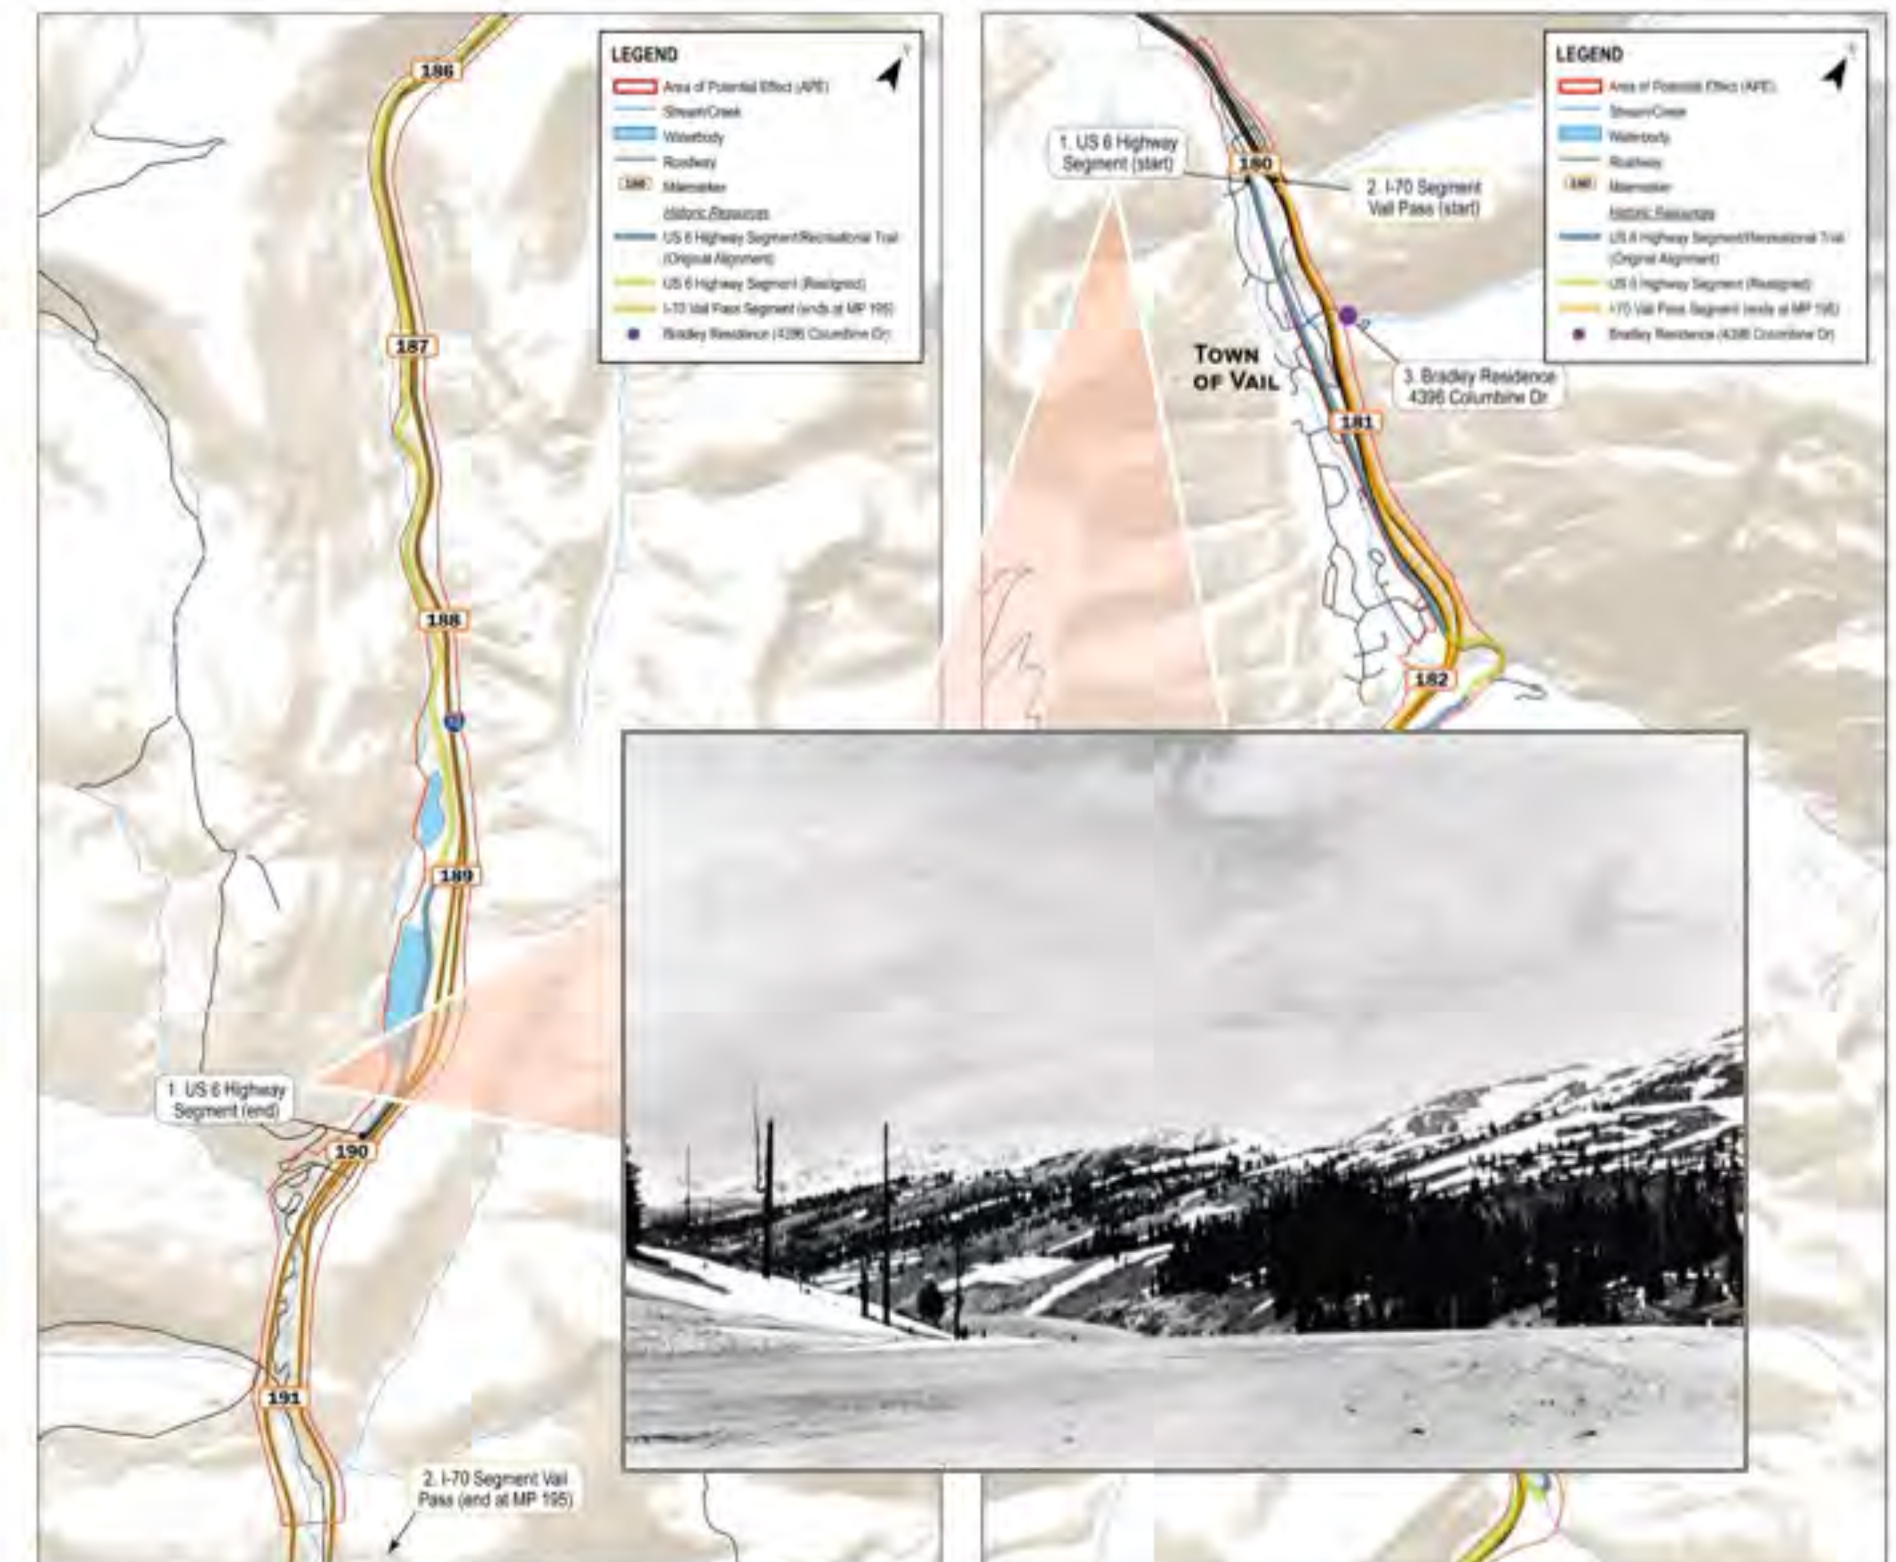 186
LEGEND
Area of Potential Effect (APE)
Stream/Creek
Waterbody
Roadway
188 Milemarker
Historic Resources
US 6 Highway Segment/Recreational Trail
(Original Alignment)
US 6 Highway Segment (Realigned)
I-70 Vail Pass Segment (ends at MP 195)
Bradley Residence (4396 Columbine Dr)
187
188
70
189
1. US 6 Highway
Segment (end)
190
191
2. I-70 Segment Vail
Pass (end at MP 195)
LEGEND
Area of Potential Effect (APE)
Stream/Creek
Waterbody
Roadway
180 Milemarker
Historic Resources
US 6 Highway Segment/Recreational Trail
(Original Alignment)
US 6 Highway Segment (Realigned)
I-70 Vail Pass Segment (ends at MP 195)
Bradley Residence (4396 Columbine Dr)
1. US 6 Highway
Segment (start)
180
2. I-70 Segment
Vail Pass (start)
TOWN
OF VAIL
3. Bradley Residence
4396 Columbine Dr
181
182